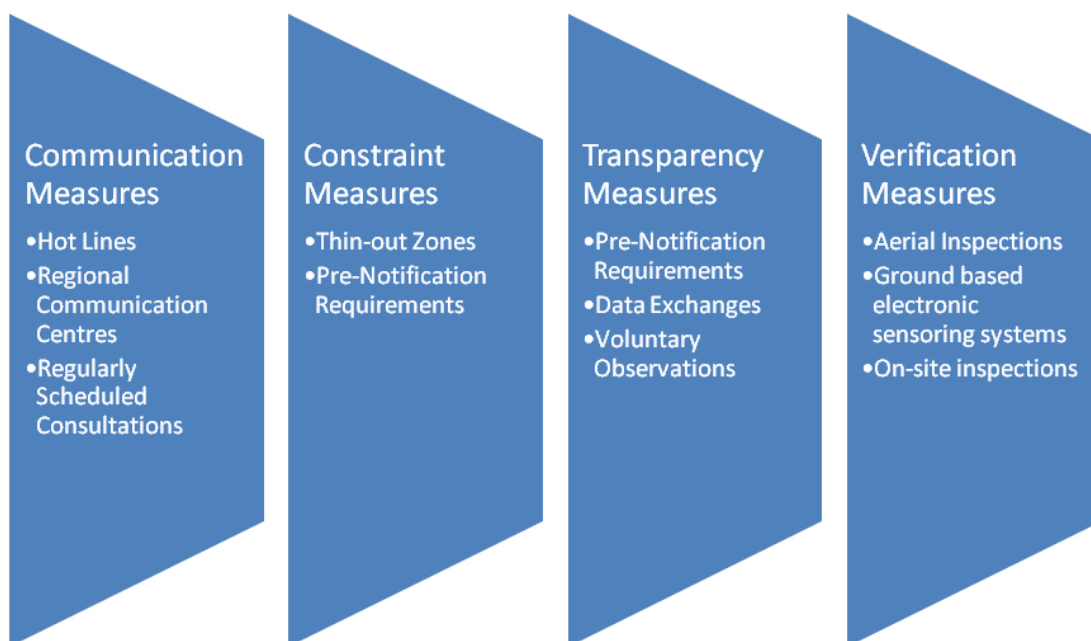 Communication
Measures
•Hot Lines
•Regional
Communication
Centres
•Regularly
Scheduled
Consultations
Constraint
Measures
•Thin-out Zones
•Pre-Notification
Requirements
Transparency
Measures
•Pre-Notification
Requirements
•Data Exchanges
•Voluntary
Observations
Verification
Measures
•Aerial Inspections
•Ground based
electronic
sensoring systems
•On-site inspections